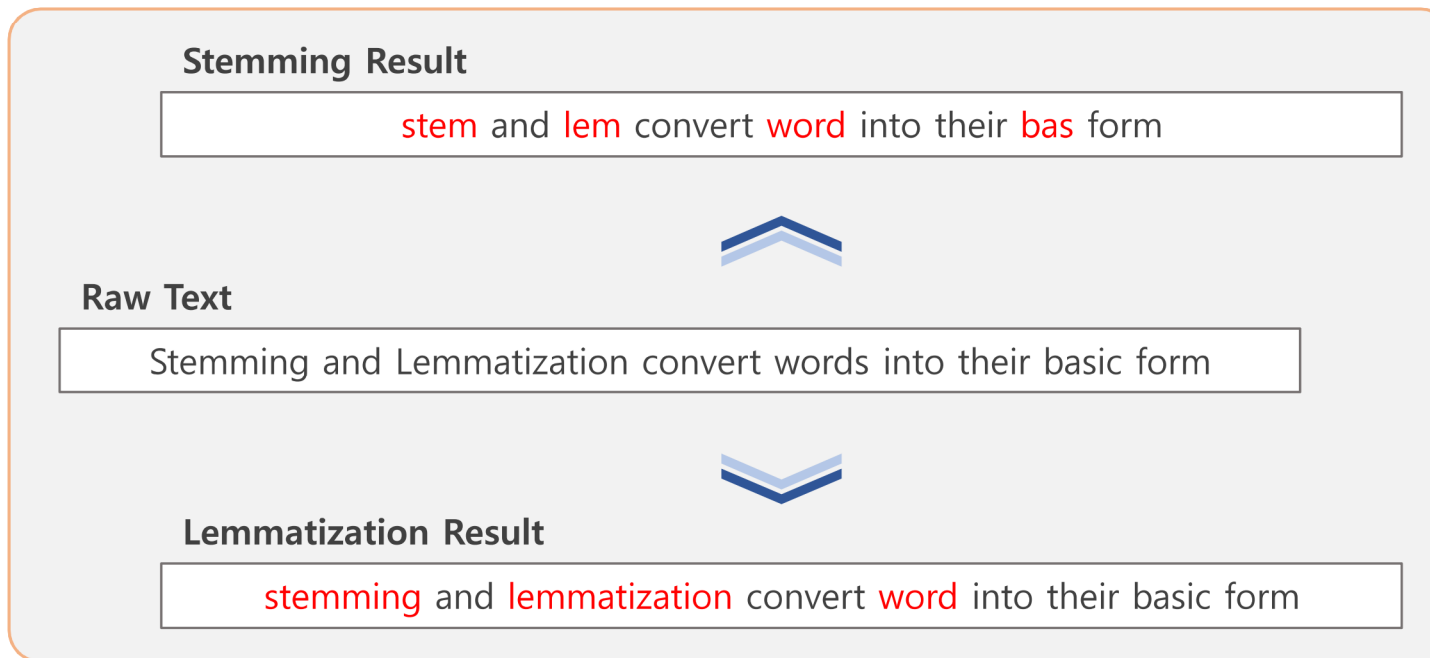 Stemming Result
stem and lem convert word into their bas form
Raw Text
Stemming and Lemmatization convert words into their basic form
Lemmatization Result
stemming and lemmatization convert word into their basic form